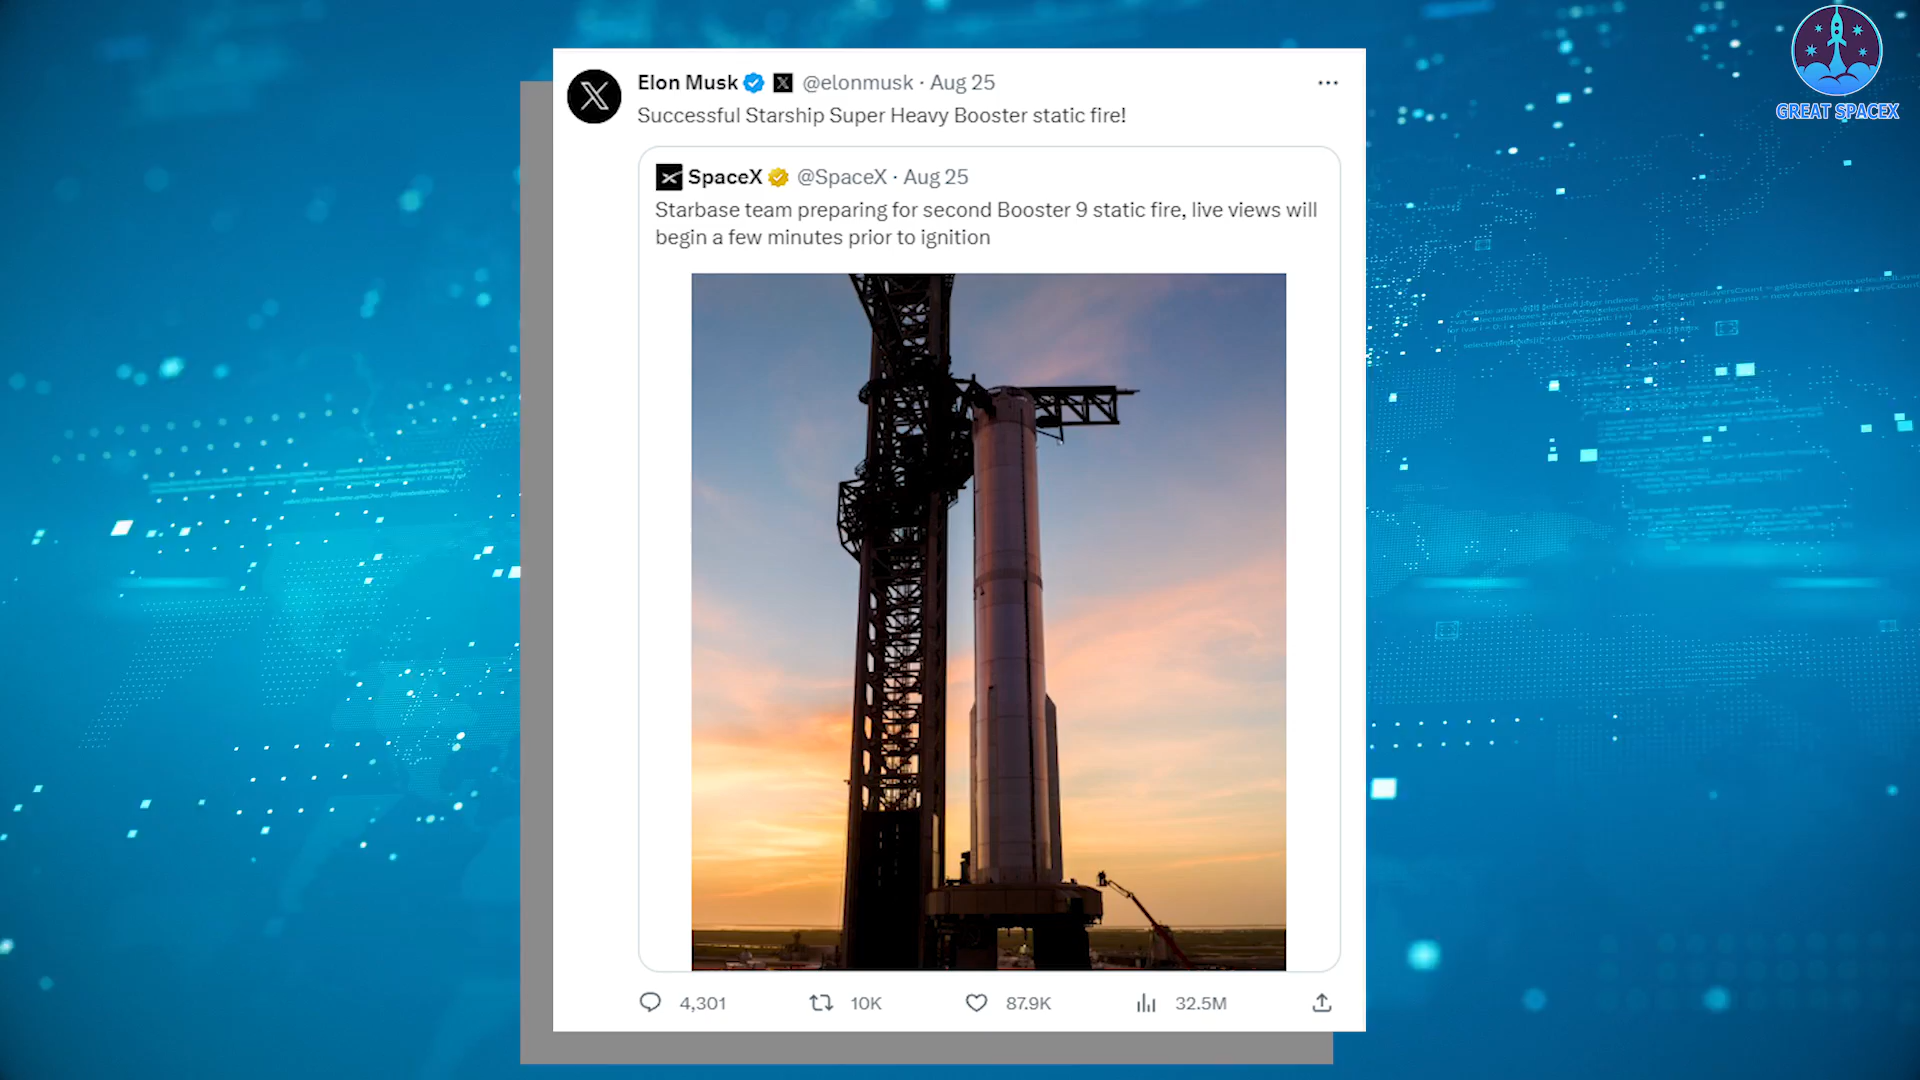 GREAT SPACEX
Elon Musk @elonmusk · Aug 25
Successful Starship Super Heavy Booster static fire!
SpaceX @SpaceX · Aug 25
Starbase team preparing for second Booster 9 static fire, live views will
begin a few minutes prior to ignition
4,301 10K 87.9K 32.5M